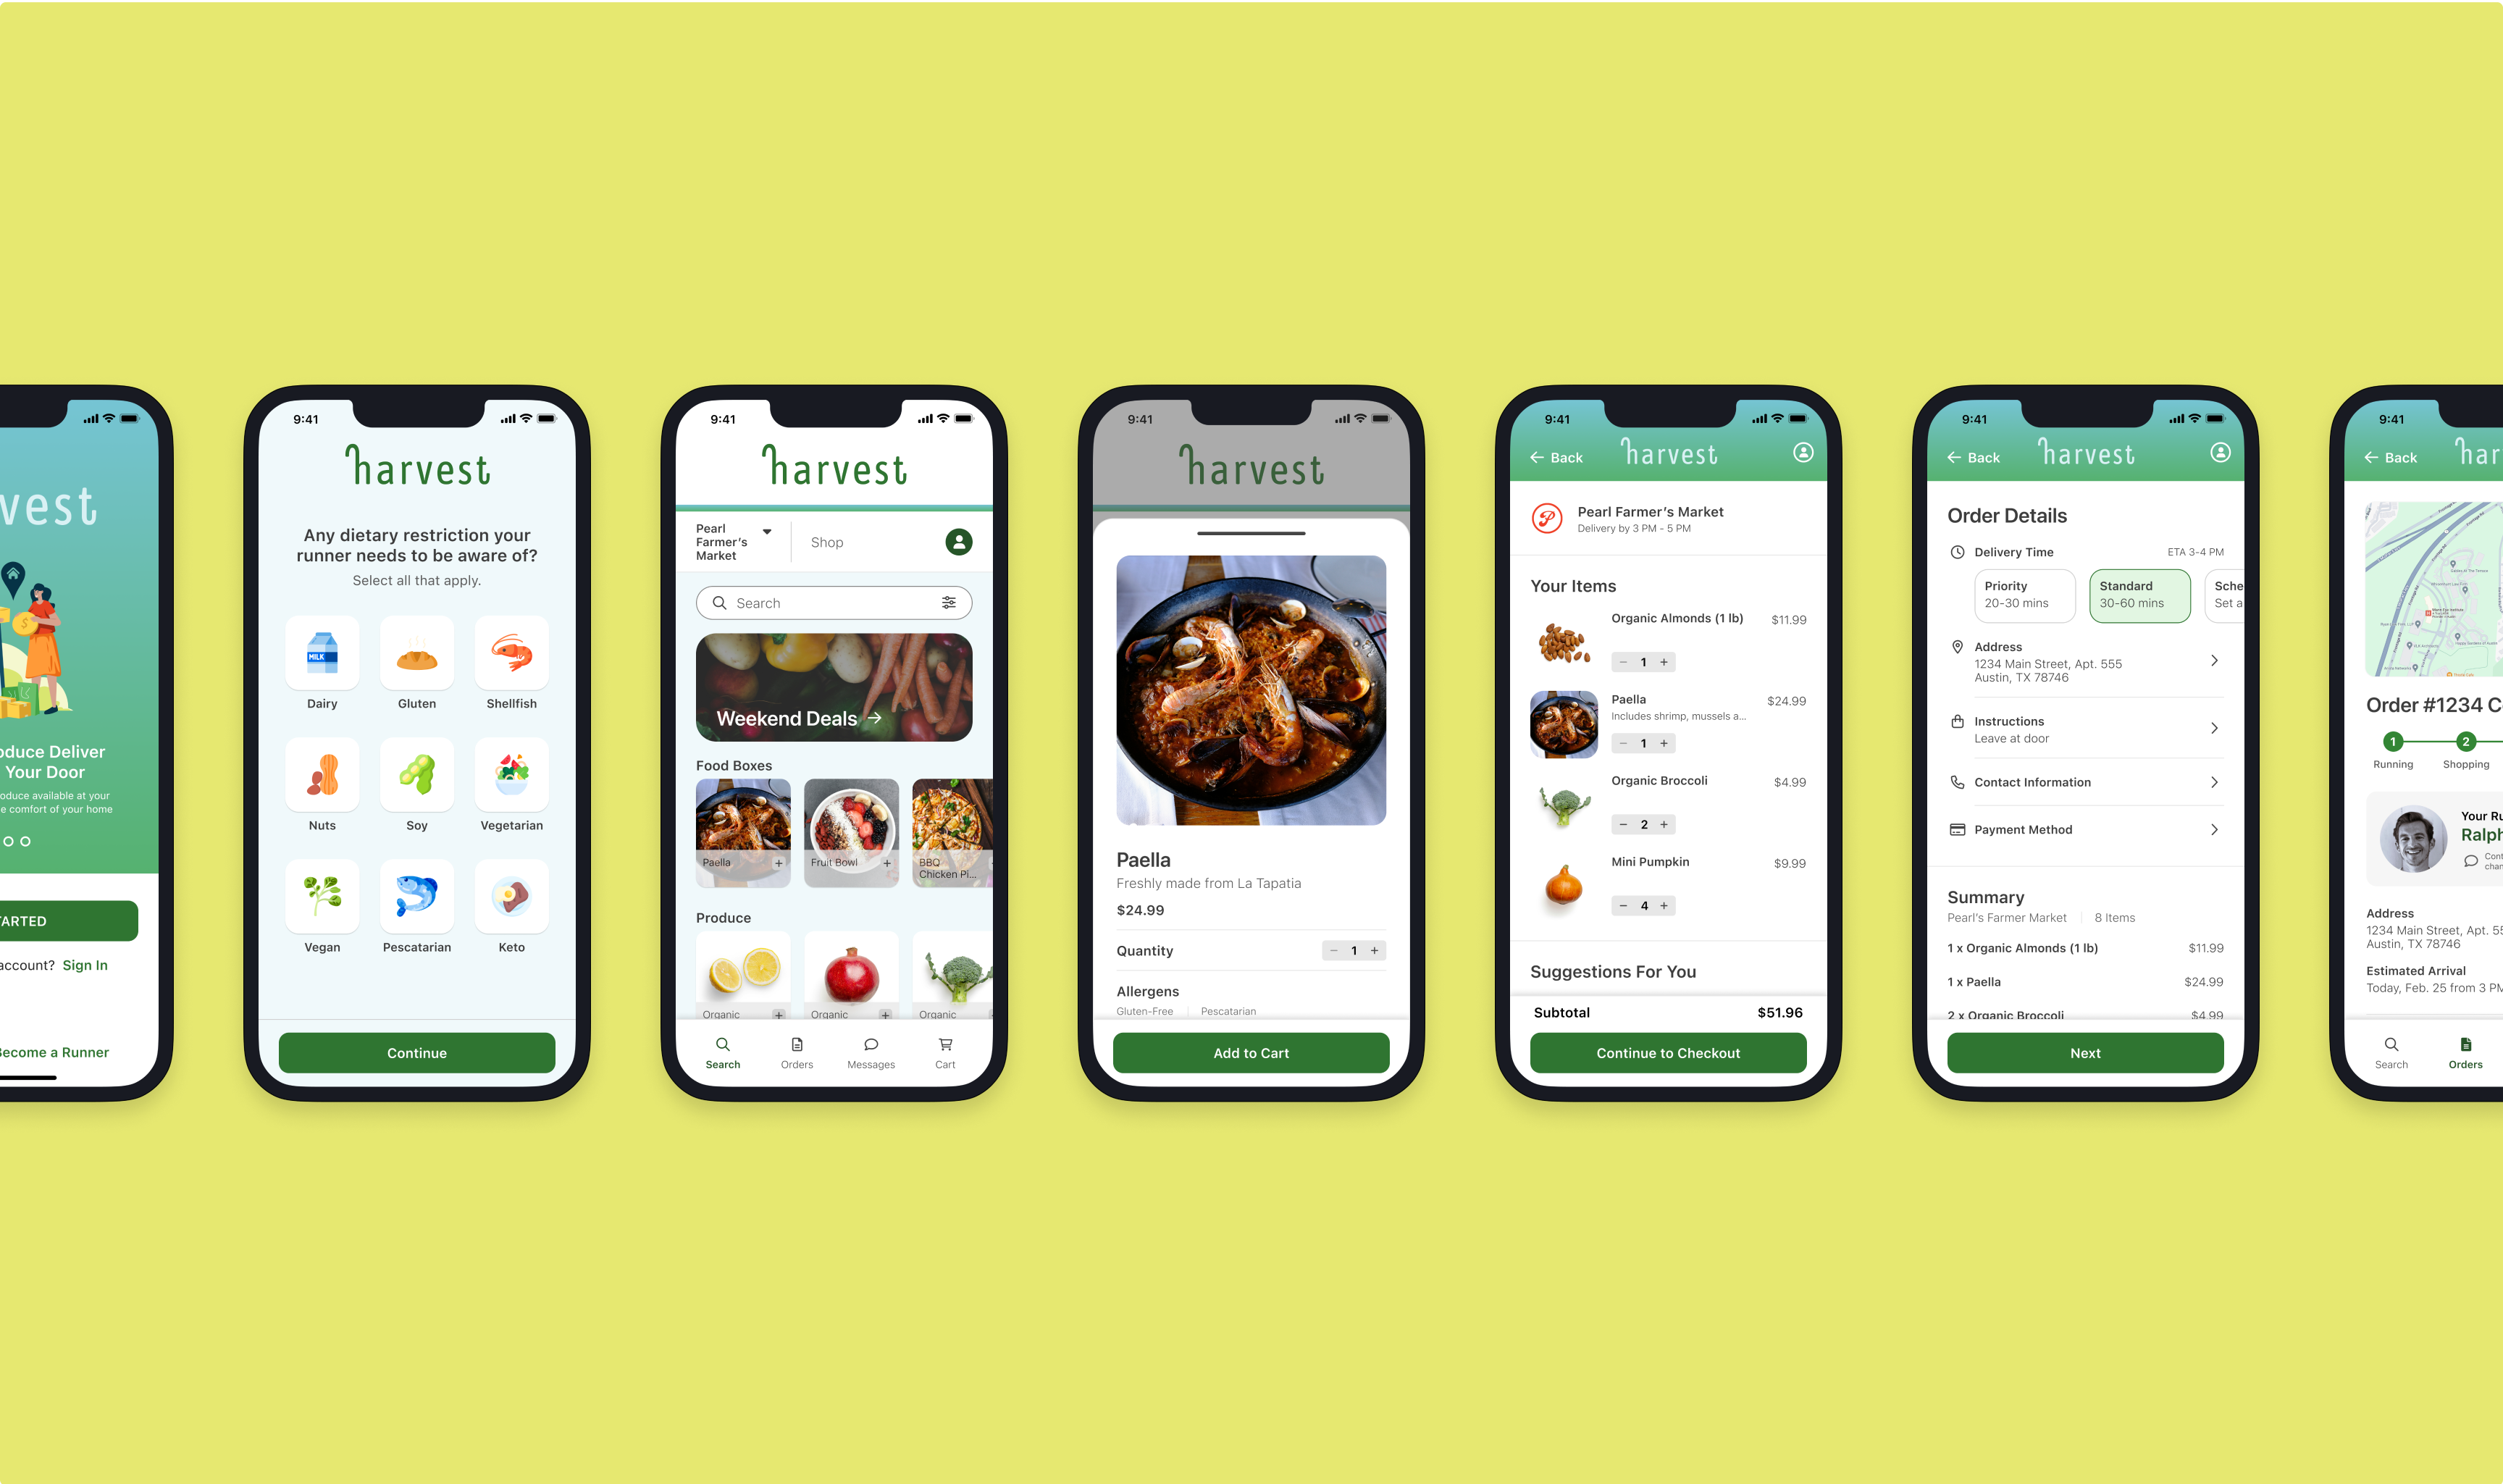 vest
oduce Deliver
Your Door
oduce available at your
e comfort of your home
TARTED
account? Sign In
Become a Runner
9:41
harvest
Any dietary restriction your
runner needs to be aware of?
Select all that apply.
MILK
Dairy
Gluten
Shellfish
Nuts
Soy
Vegetarian
Vegan
Pescatarian
Keto
Continue
9:41
harvest
Pearl
Farmer's
Market
Shop
Search
Weekend Deals →
Food Boxes
Paella +
Fruit Bowl +
BBQ
Chicken Pi...
Produce
Organic +
Organic +
Organic
Search
Orders
Messages
Cart
9:41
harvest
Paella
Freshly made from La Tapatia
$24.99
Quantity
− 1 +
Allergens
Gluten-Free | Pescatarian
Add to Cart
9:41
← Back
harvest
P
Pearl Farmer's Market
Delivery by 3 PM - 5 PM
Your Items
Organic Almonds (1 lb) $11.99
− 1 +
Paella $24.99
Includes shrimp, mussels a...
− 1 +
Organic Broccoli $4.99
− 2 +
Mini Pumpkin $9.99
− 4 +
Suggestions For You
Subtotal $51.96
Continue to Checkout
9:41
← Back
harvest
Order Details
Delivery Time ETA 3-4 PM
Priority
20-30 mins
Standard
30-60 mins
Sche
Set a
Address
1234 Main Street, Apt. 555
Austin, TX 78746
Instructions
Leave at door
Contact Information
Payment Method
Summary
Pearl's Farmer Market | 8 Items
1 x Organic Almonds (1 lb) $11.99
1 x Paella $24.99
2 x Organic Broccoli $4.99
Next
9:41
← Back
har
Order #1234 C
1
2
Running
Shopping
Your Ru
Ralph
Cont
chan
Address
1234 Main Street, Apt. 55
Austin, TX 78746
Estimated Arrival
Today, Feb. 25 from 3 PM
Search
Orders